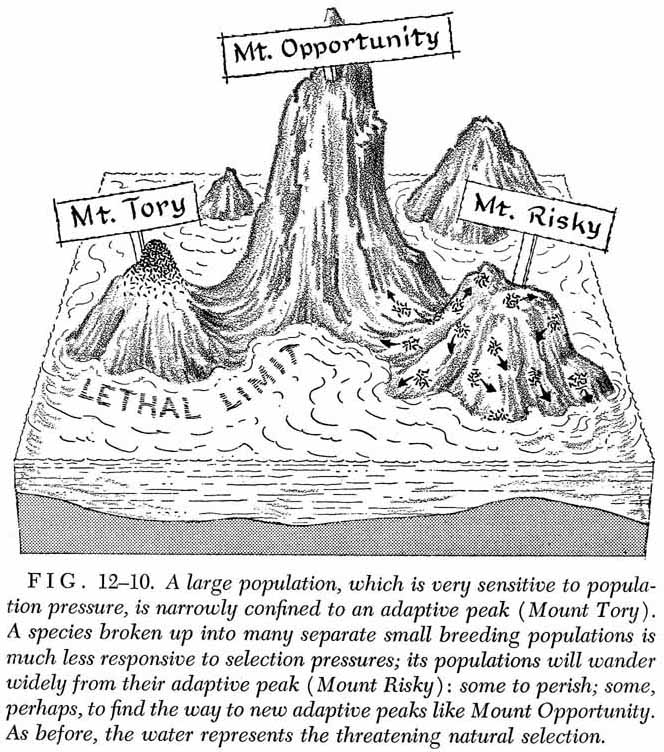 Mt. Opportunity
Mt. Tory
Mt. Risky
LETHAL LIMIT
FIG. 12–10. A large population, which is very sensitive to popula-
tion pressure, is narrowly confined to an adaptive peak (Mount Tory).
A species broken up into many separate small breeding populations is
much less responsive to selection pressures; its populations will wander
widely from their adaptive peak (Mount Risky): some to perish; some,
perhaps, to find the way to new adaptive peaks like Mount Opportunity.
As before, the water represents the threatening natural selection.